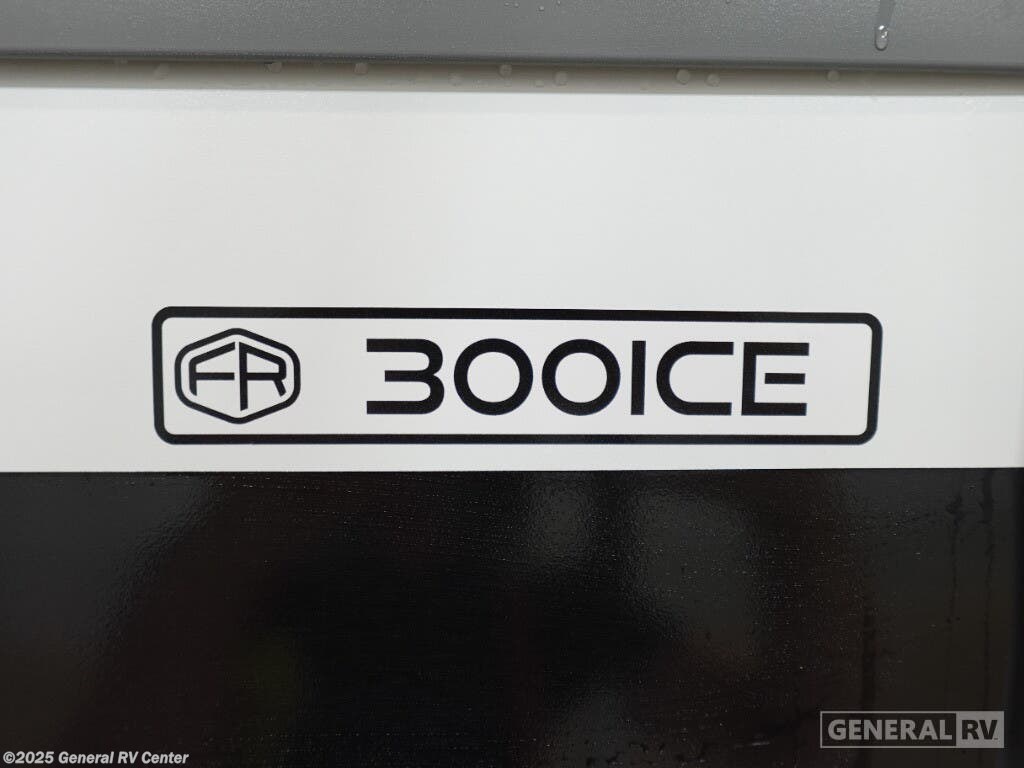 FR 300ICE
GENERAL RV
©2025 General RV Center